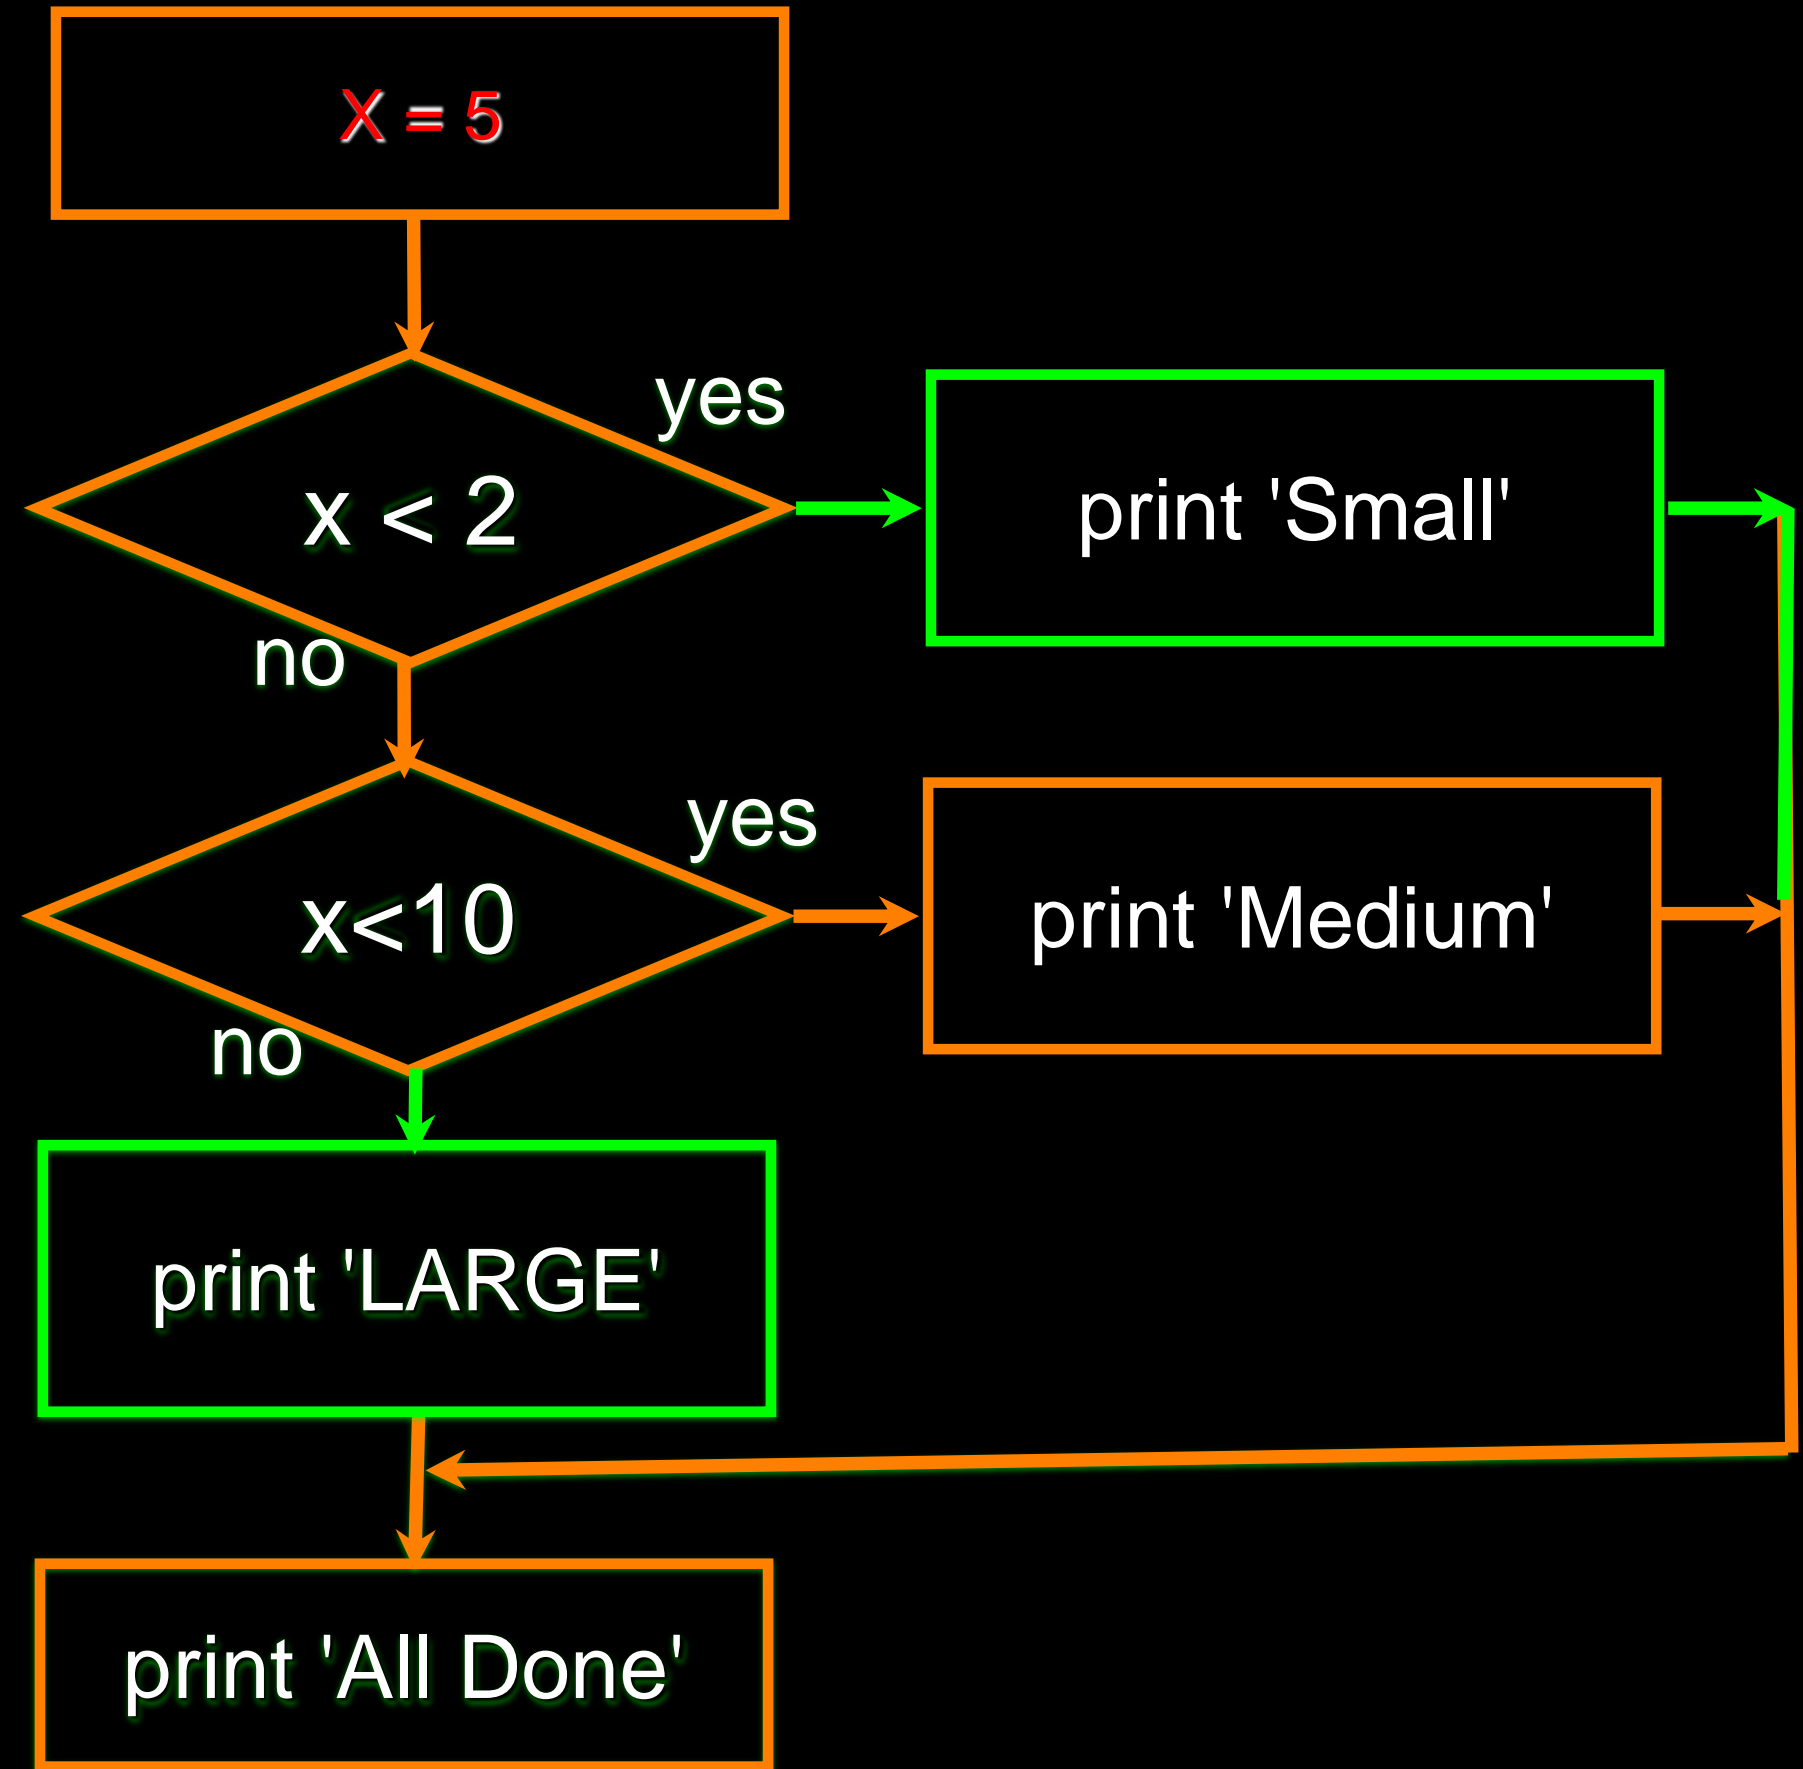 X = 5
yes
x < 2
print 'Small'
no
yes
x<10
print 'Medium'
no
print 'LARGE'
print 'All Done'